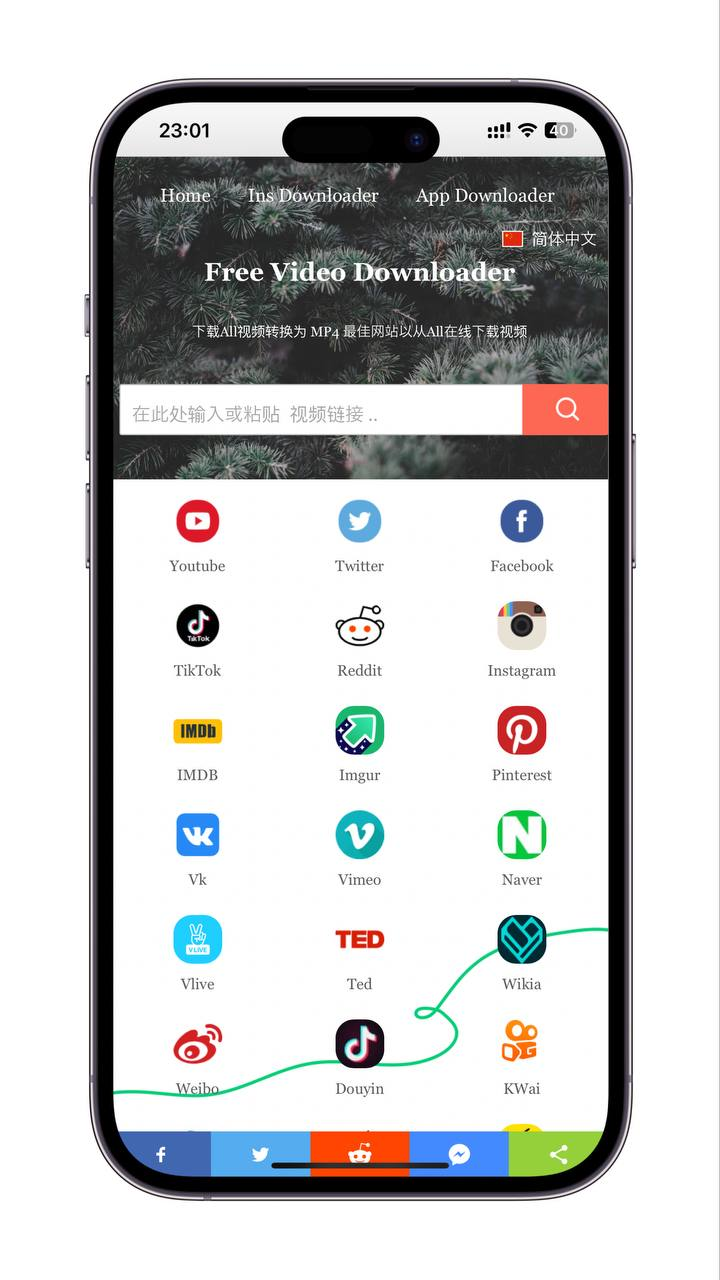 23:01
40
Home Ins Downloader App Downloader
简体中文
Free Video Downloader
下载All视频转换为 MP4 最佳网站以从All在线下载视频
在此处输入或粘贴 视频链接 ..
Youtube Twitter Facebook
TikTok
TikTok Reddit Instagram
IMDb
IMDB Imgur Pinterest
Vk Vimeo Naver
V LIVE
TED
Vlive Ted Wikia
Weibo Douyin KWai